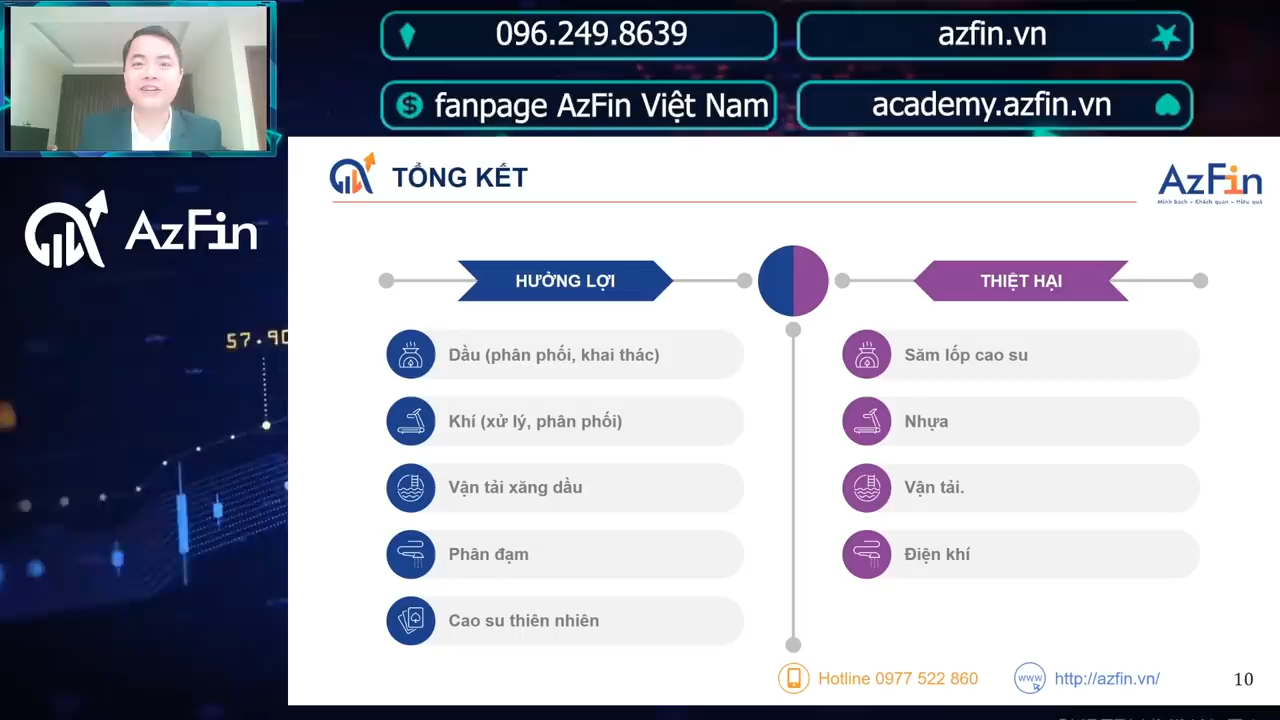 096.249.8639
azfin.vn
fanpage AzFin Việt Nam
academy.azfin.vn
AzFin
57.90
TỔNG KẾT
AzFin
Minh bạch – Khách quan – Hiệu quả
HƯỞNG LỢI
THIỆT HẠI
Dầu (phân phối, khai thác)
Săm lốp cao su
Khí (xử lý, phân phối)
Nhựa
Vận tải xăng dầu
Vận tải.
Phân đạm
Điện khí
Cao su thiên nhiên
Hotline 0977 522 860
www
http://azfin.vn/
10